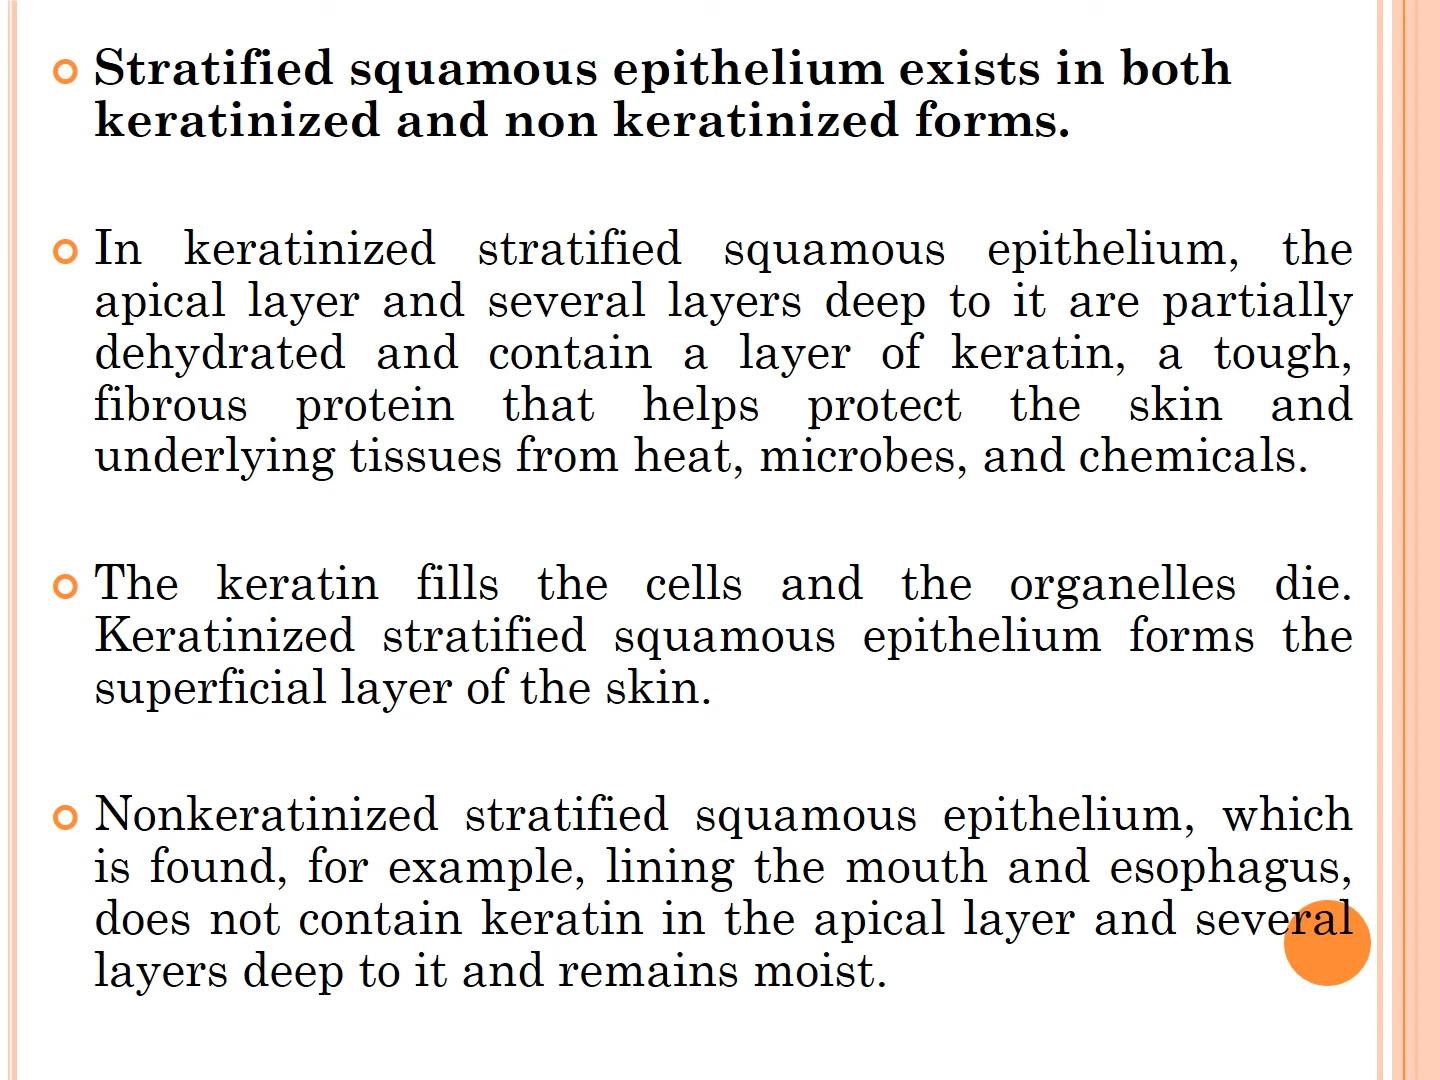 Stratified squamous epithelium exists in both
keratinized and non keratinized forms.
In keratinized stratified squamous epithelium, the
apical layer and several layers deep to it are partially
dehydrated and contain a layer of keratin, a tough,
fibrous protein that helps protect the skin and
underlying tissues from heat, microbes, and chemicals.
The keratin fills the cells and the organelles die.
Keratinized stratified squamous epithelium forms the
superficial layer of the skin.
Nonkeratinized stratified squamous epithelium, which
is found, for example, lining the mouth and esophagus,
does not contain keratin in the apical layer and several
layers deep to it and remains moist.